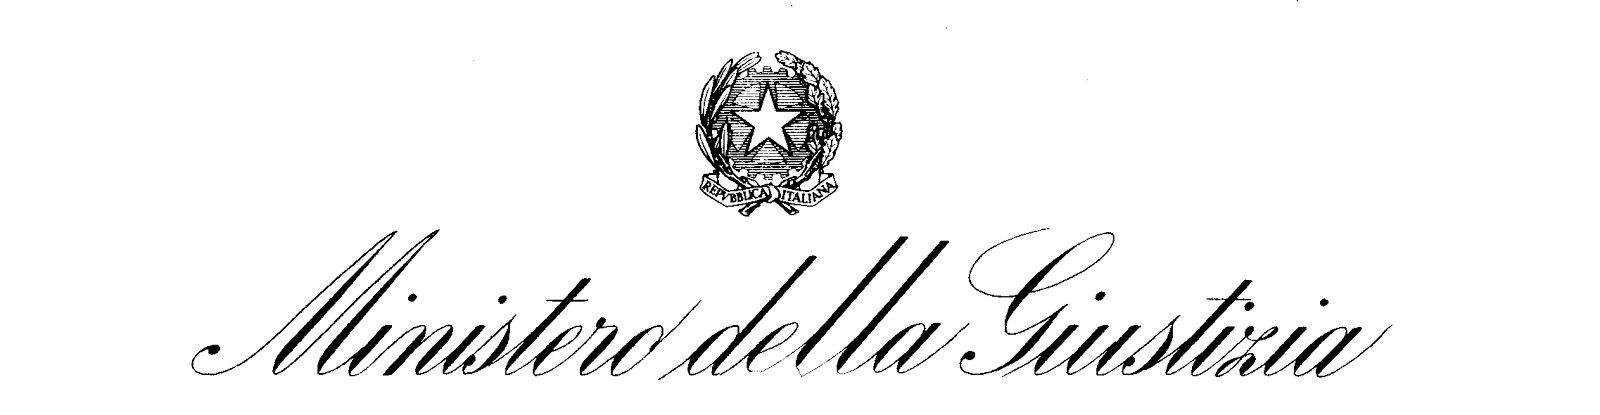 REPVBBLICA ITALIANA
Ministero della Giustizia